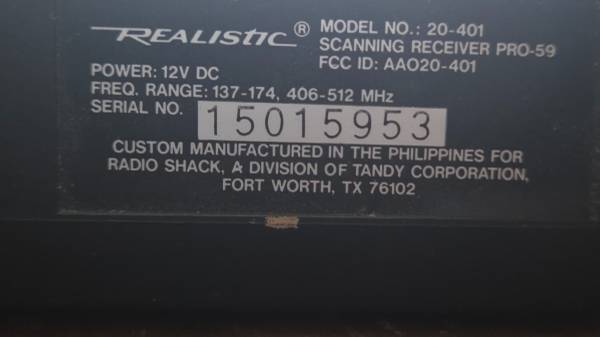 REALISTIC® MODEL NO.: 20-401
SCANNING RECEIVER PRO-59
FCC ID: AAO20-401
POWER: 12V DC
FREQ. RANGE: 137-174, 406-512 MHz
SERIAL NO. 15015953
CUSTOM MANUFACTURED IN THE PHILIPPINES FOR
RADIO SHACK, A DIVISION OF TANDY CORPORATION,
FORT WORTH, TX 76102